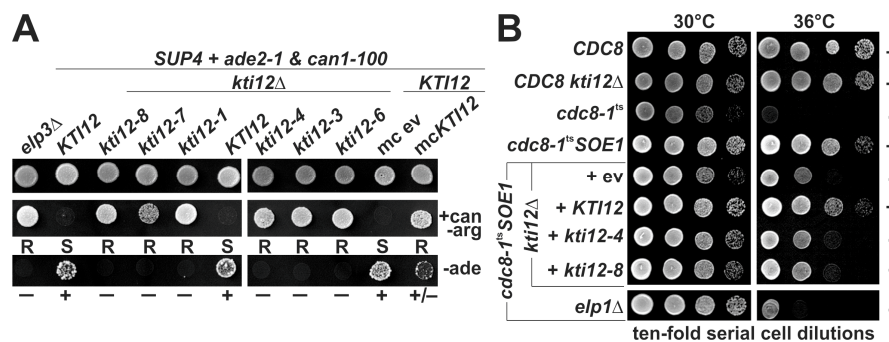 A
SUP4 + ade2-1 & can1-100
kti12Δ KTI12
elp3Δ KTI12 kti12-8 kti12-7 kti12-1 KTI12 kti12-4 kti12-3 kti12-6 mc ev mcKTI12
+can
-arg
R S R R R S R R R S R
-ade
– + – – – + – – – + +/–
B
30°C 36°C
CDC8
CDC8 kti12Δ
cdc8-1ts
cdc8-1ts SOE1
+ ev
+ KTI12
+ kti12-4
+ kti12-8
cdc8-1ts SOE1
kti12Δ
elp1Δ
ten-fold serial cell dilutions